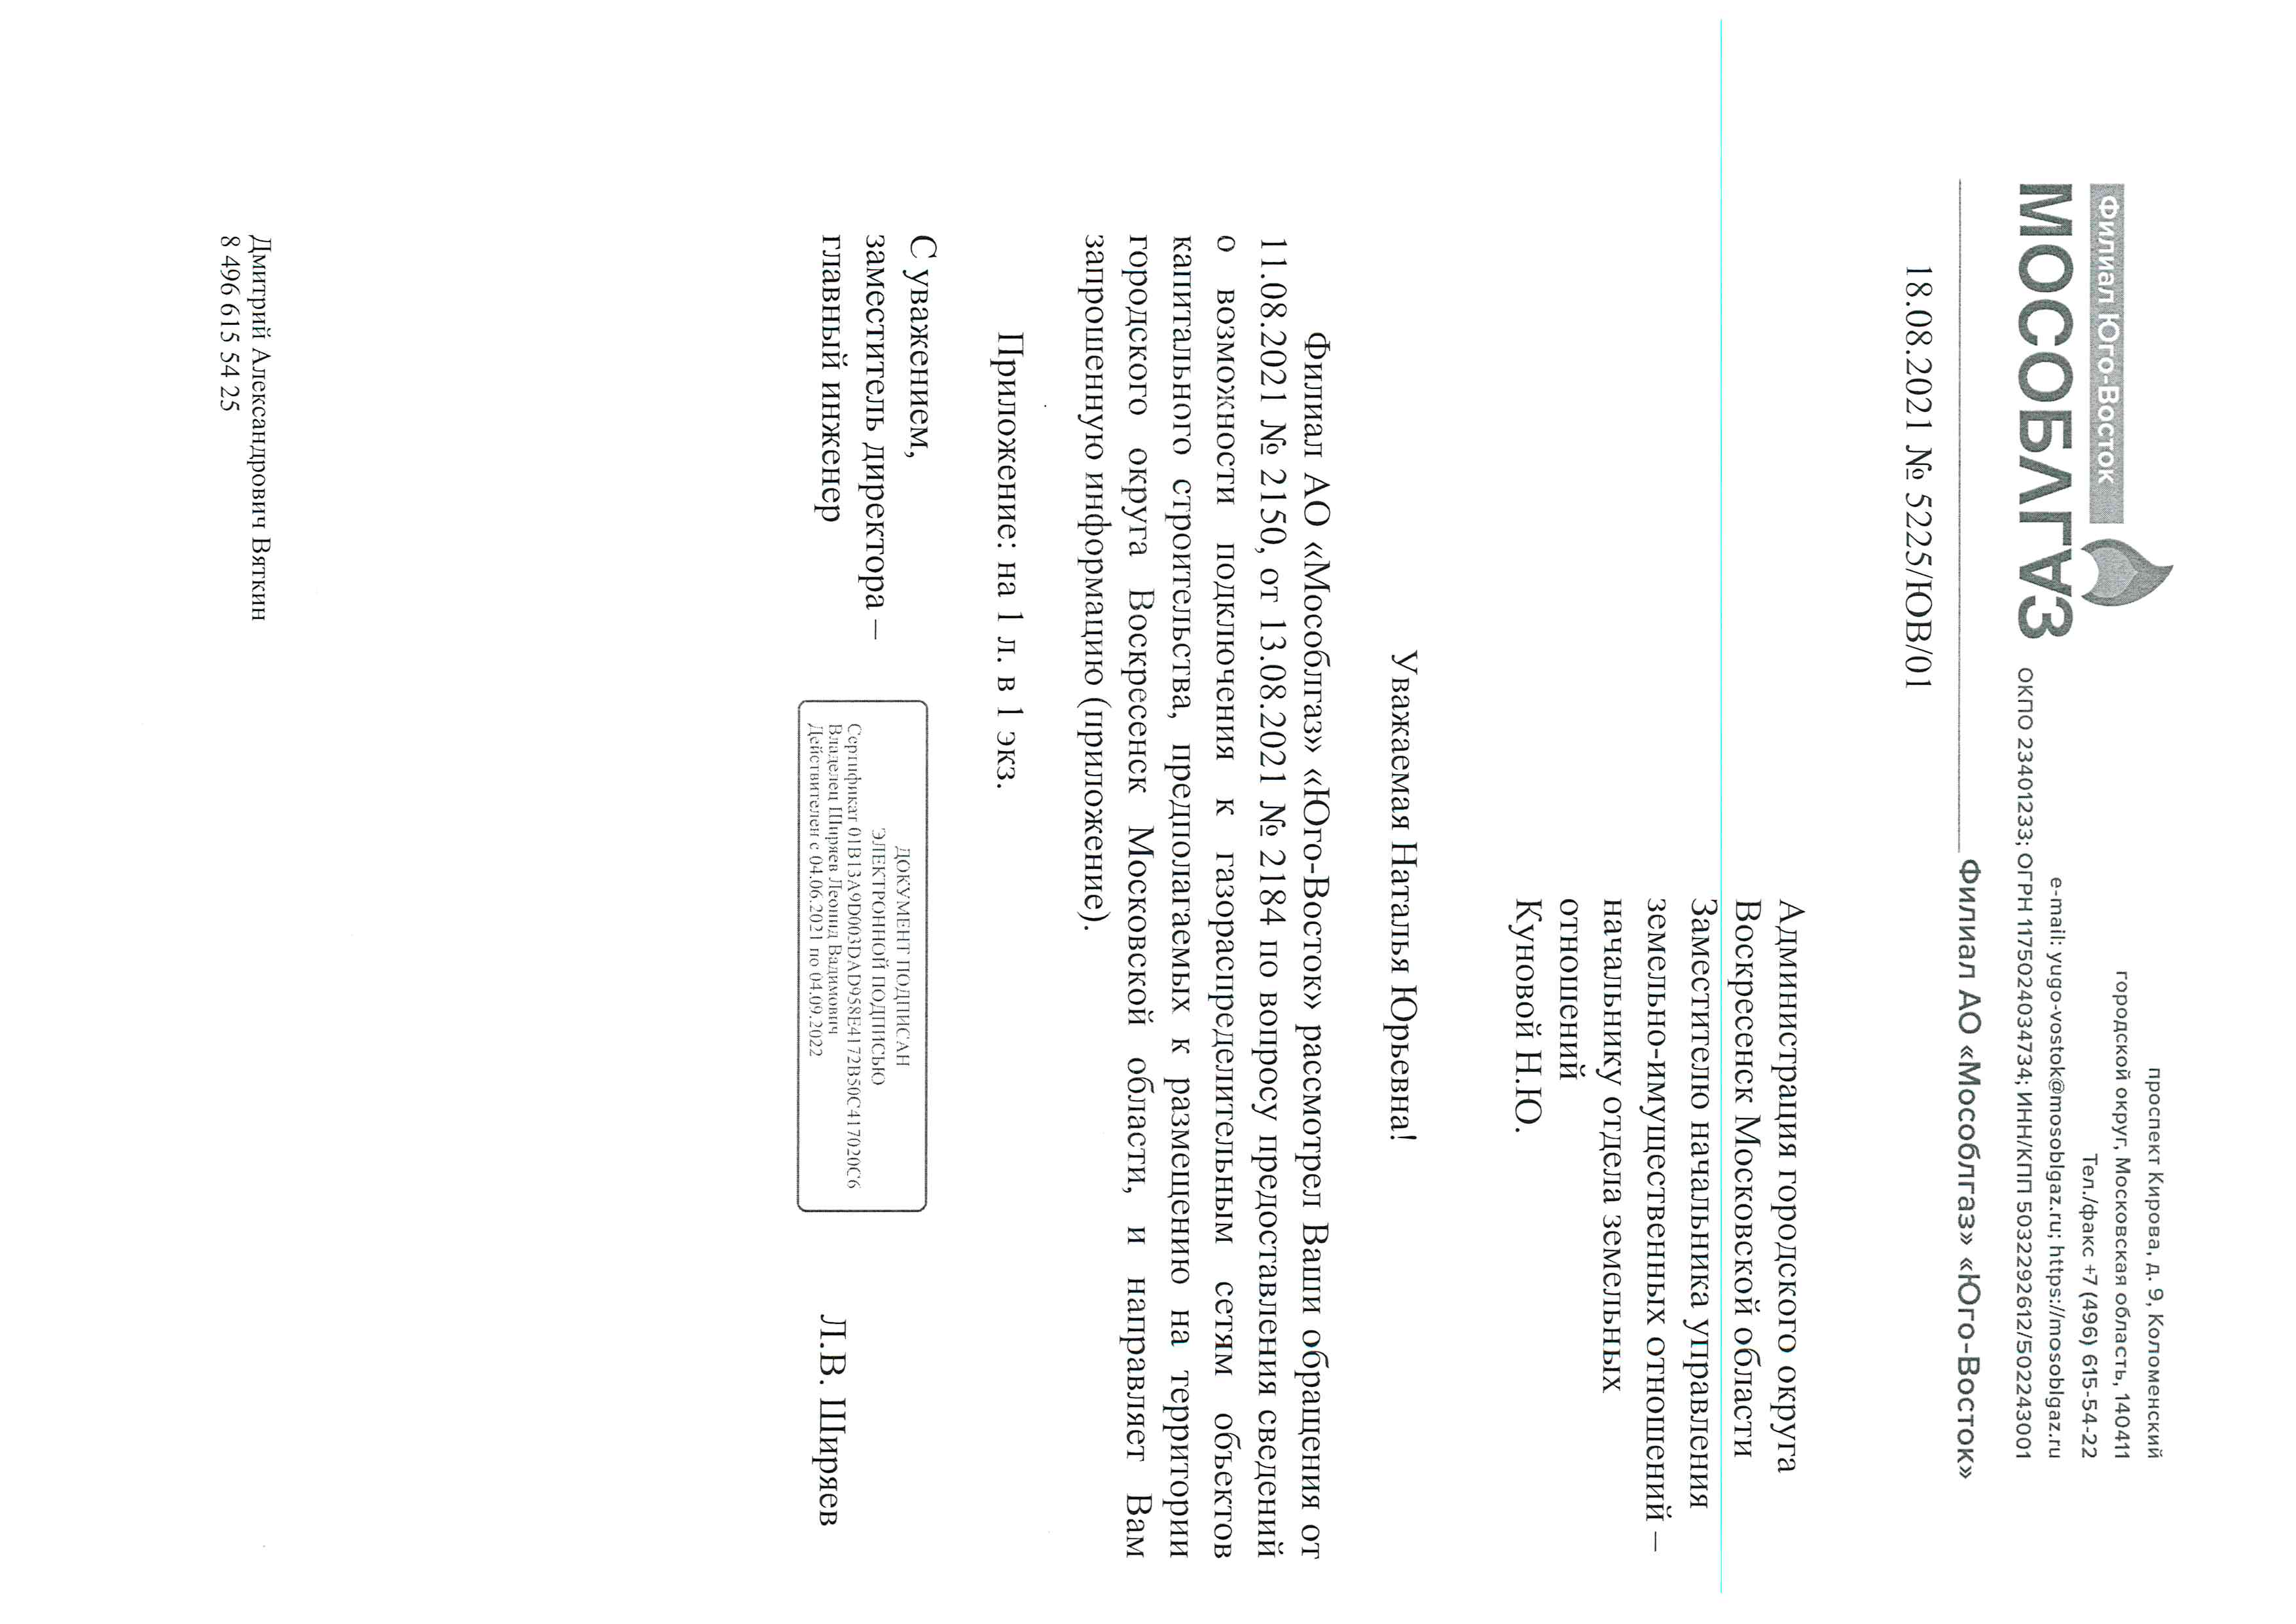 Филиал Юго-Восток
МОСОБЛГАЗ
проспект Кирова, д. 9, Коломенский
городской округ, Московская область, 140411
Тел./факс +7 (496) 615-54-22
e-mail: yugo-vostok@mosoblgaz.ru; https://mosoblgaz.ru
ОКПО 23401233; ОГРН 1175024034734; ИНН/КПП 5032292612/502243001
Филиал АО «Мособлгаз» «Юго-Восток»
18.08.2021 № 5225/ЮВ/01
Администрация городского округа
Воскресенск Московской области
Заместителю начальника управления
земельно-имущественных отношений –
начальнику отдела земельных
отношений
Куновой Н.Ю.
Уважаемая Наталья Юрьевна!
Филиал АО «Мособлгаз» «Юго-Восток» рассмотрел Ваши обращения от
11.08.2021 № 2150, от 13.08.2021 № 2184 по вопросу предоставления сведений
о возможности подключения к газораспределительным сетям объектов
капитального строительства, предполагаемых к размещению на территории
городского округа Воскресенск Московской области, и направляет Вам
запрошенную информацию (приложение).
Приложение: на 1 л. в 1 экз.
С уважением,
заместитель директора –
главный инженер
ДОКУМЕНТ ПОДПИСАН
ЭЛЕКТРОННОЙ ПОДПИСЬЮ
Сертификат 01B13A9D003DAD958E4172B50C417020C6
Владелец Ширяев Леонид Вадимович
Действителен с 04.06.2021 по 04.09.2022
Л.В. Ширяев
Дмитрий Александрович Вяткин
8 496 615 54 25